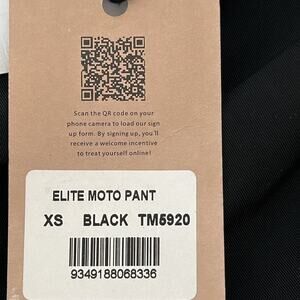 Scan the QR code on your
phone camera to load our sign
up form. By signing up, you'll
receive a welcome incentive
to treat yourself online!
ELITE MOTO PANT
XS BLACK TM5920
9349188068336